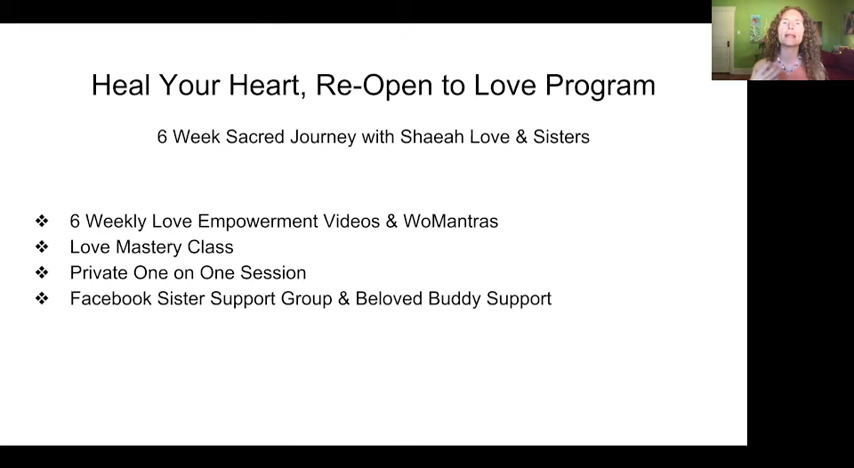 Heal Your Heart, Re-Open to Love Program
6 Week Sacred Journey with Shaeah Love & Sisters
❖ 6 Weekly Love Empowerment Videos & WoMantras
❖ Love Mastery Class
❖ Private One on One Session
❖ Facebook Sister Support Group & Beloved Buddy Support